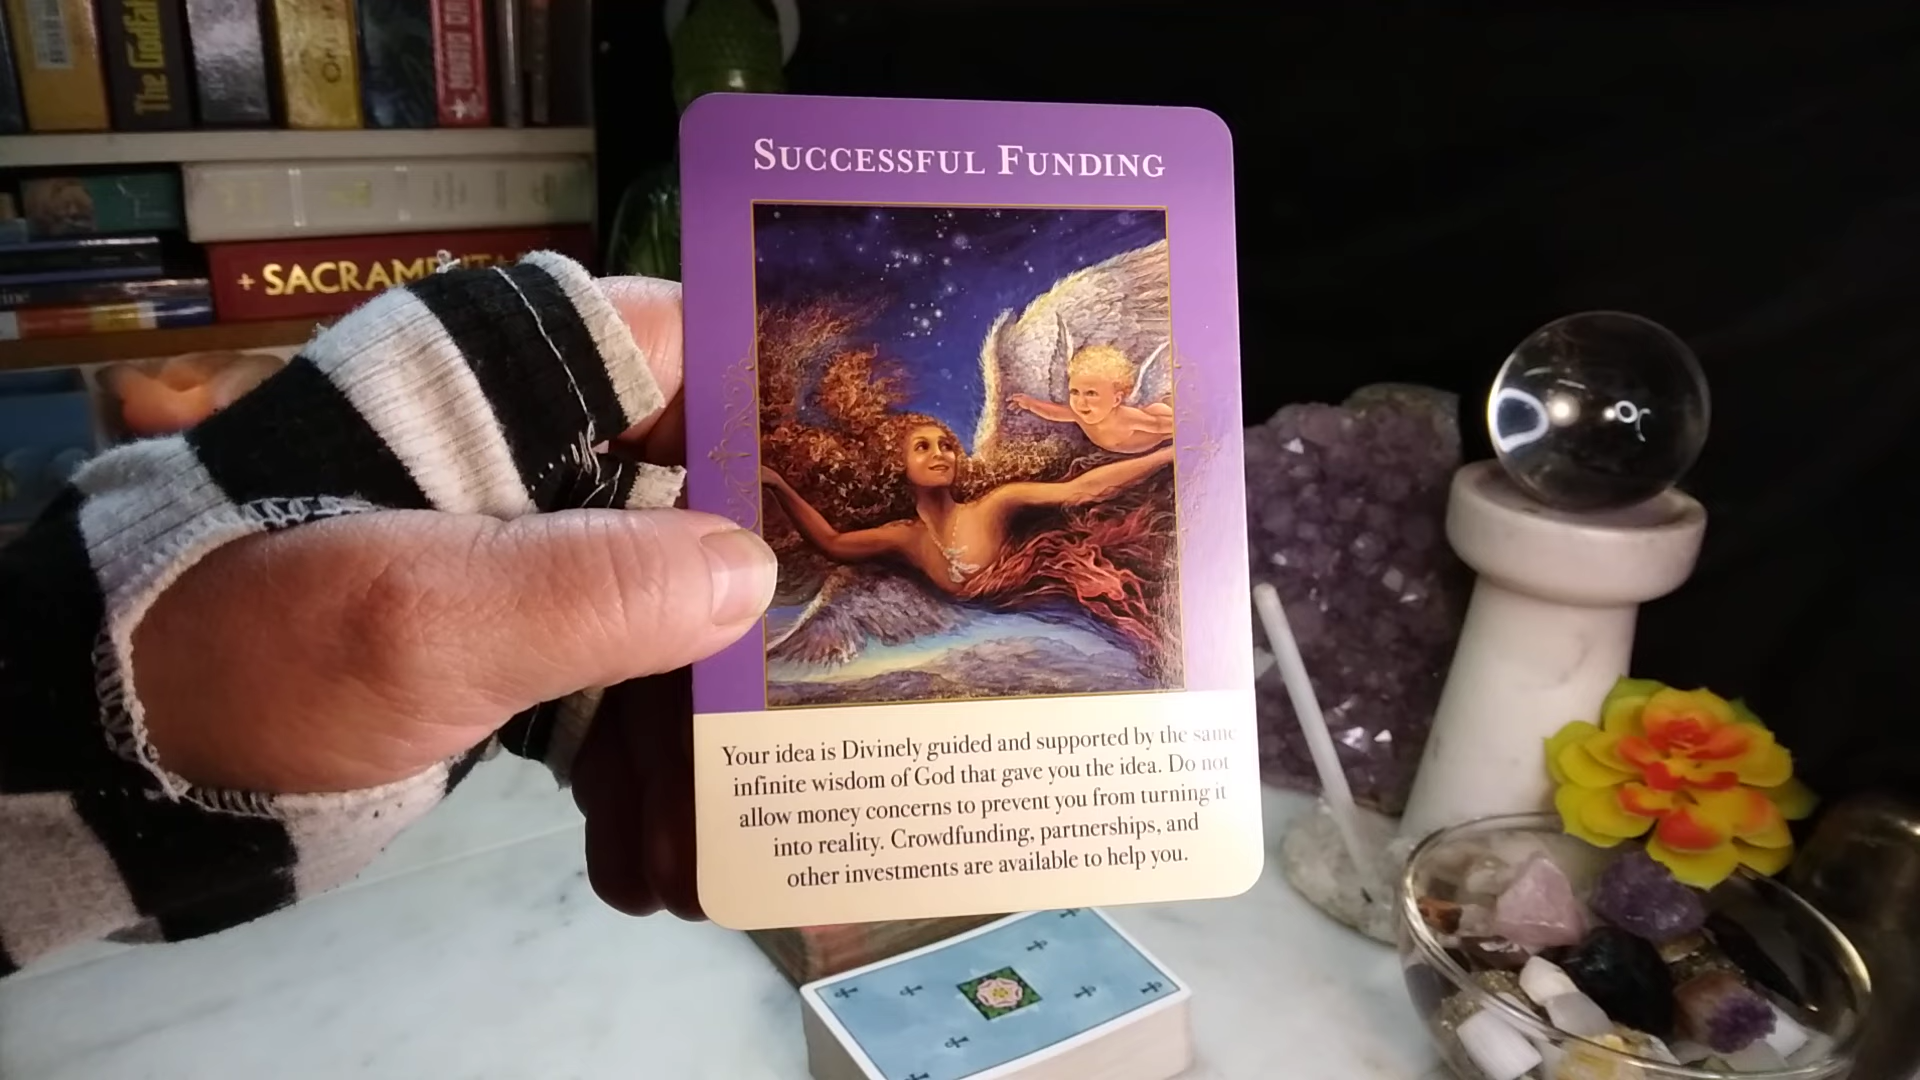 The Godfather
+ SACRAMENTA
SUCCESSFUL FUNDING
Your idea is Divinely guided and supported by the same
infinite wisdom of God that gave you the idea. Do not
allow money concerns to prevent you from turning it
into reality. Crowdfunding, partnerships, and
other investments are available to help you.